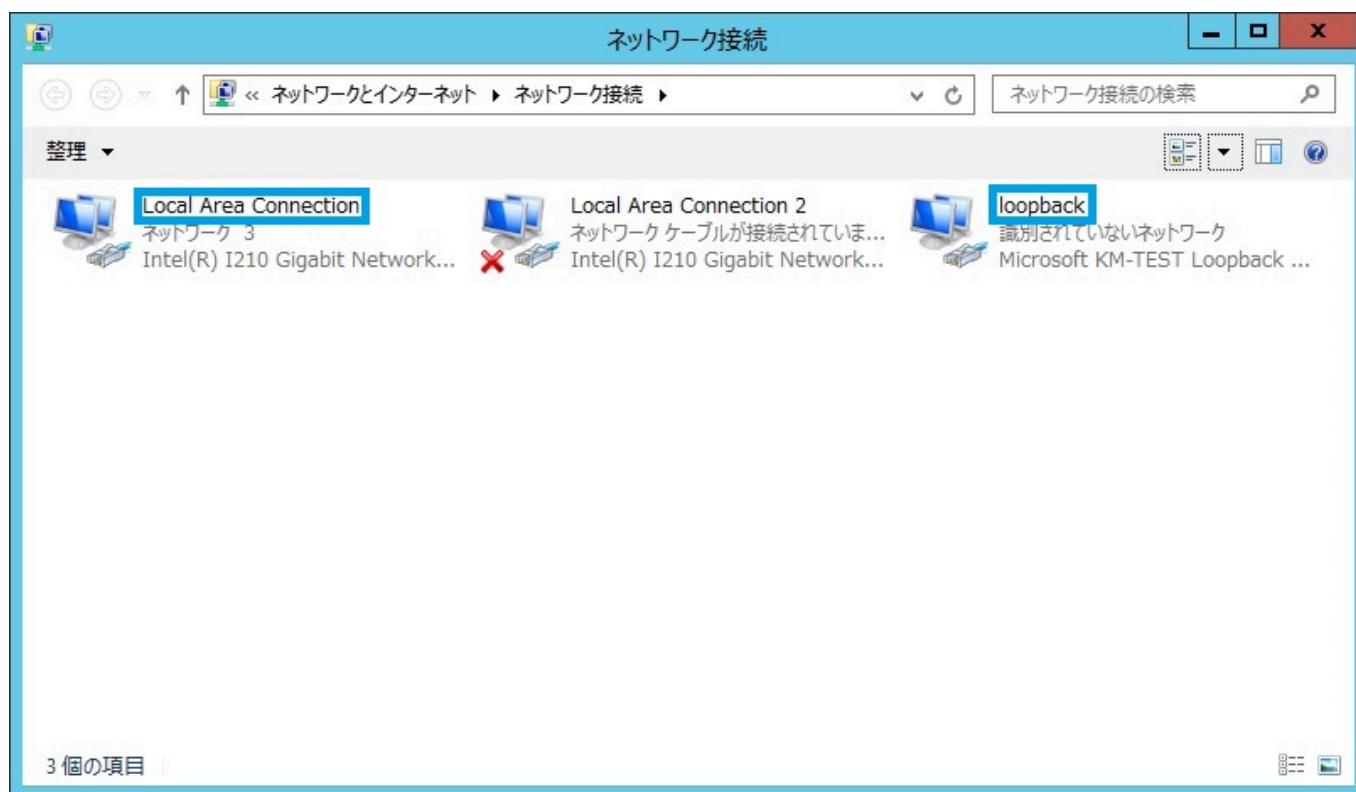 ネットワーク接続
« ネットワークとインターネット ▸ ネットワーク接続 ▸
ネットワーク接続の検索
整理
Local Area Connection
ネットワーク 3
Intel(R) I210 Gigabit Network...
Local Area Connection 2
ネットワーク ケーブルが接続されていま...
Intel(R) I210 Gigabit Network...
loopback
識別されていないネットワーク
Microsoft KM-TEST Loopback ...
3 個の項目